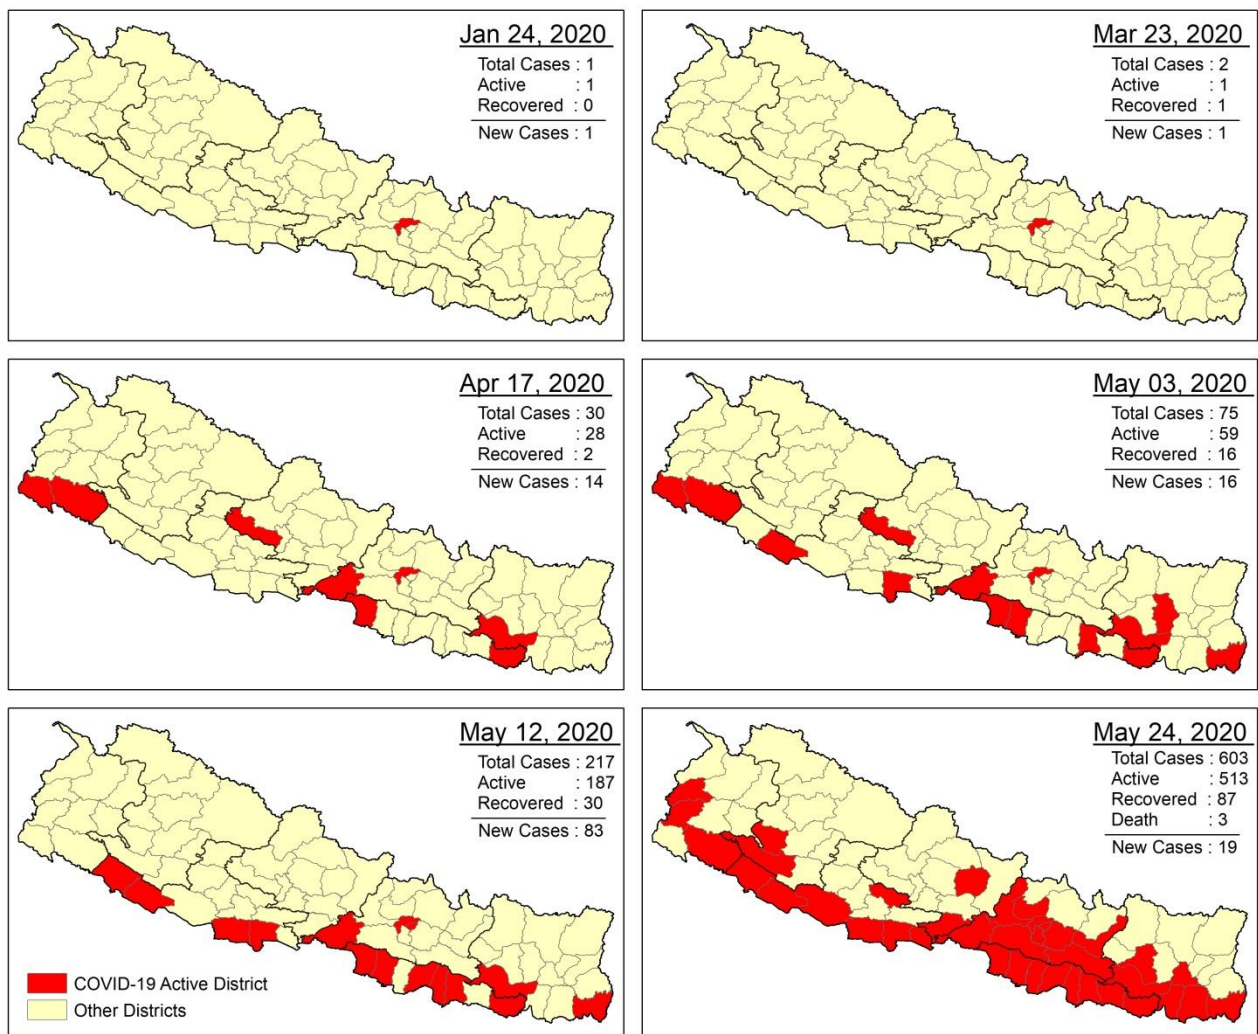 Jan 24, 2020
Total Cases : 1
Active : 1
Recovered : 0
New Cases : 1
Mar 23, 2020
Total Cases : 2
Active : 1
Recovered : 1
New Cases : 1
Apr 17, 2020
Total Cases : 30
Active : 28
Recovered : 2
New Cases : 14
May 03, 2020
Total Cases : 75
Active : 59
Recovered : 16
New Cases : 16
May 12, 2020
Total Cases : 217
Active : 187
Recovered : 30
New Cases : 83
COVID-19 Active District
Other Districts
May 24, 2020
Total Cases : 603
Active : 513
Recovered : 87
Death : 3
New Cases : 19